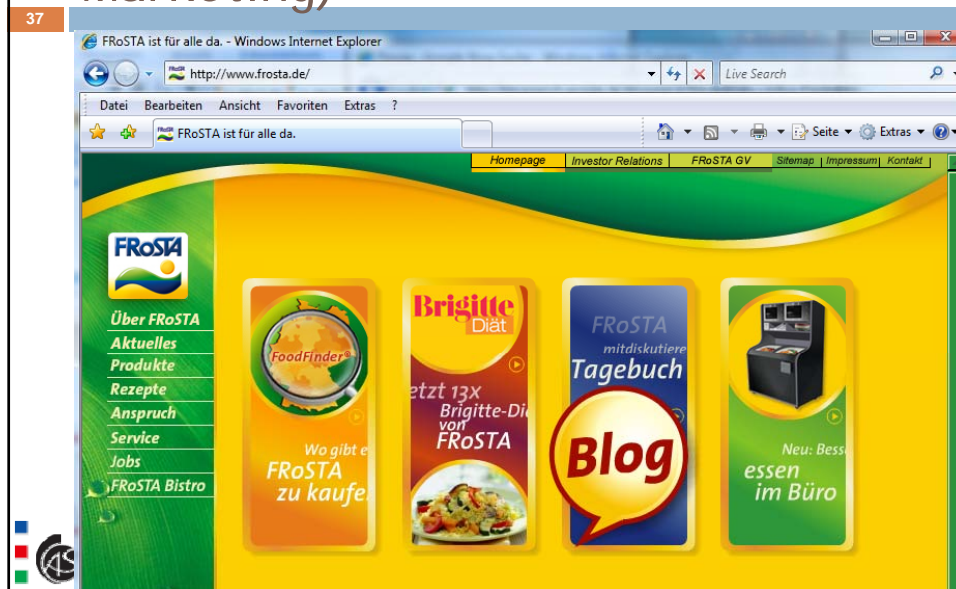 marketing)
37
FRoSTA ist für alle da. - Windows Internet Explorer
http://www.frosta.de/
Live Search
Datei Bearbeiten Ansicht Favoriten Extras ?
FRoSTA ist für alle da.
Seite Extras
Homepage Investor Relations FRoSTA GV Sitemap | Impressum | Kontakt |
FRoSTA
Über FRoSTA
Aktuelles
Produkte
Rezepte
Anspruch
Service
Jobs
FRoSTA Bistro
FoodFinder®
Wo gibt e
FRoSTA
zu kaufe
Brigitte
Diät
etzt 13x
Brigitte-Di
von
FRoSTA
FRoSTA
mitdiskutiere
Tagebuch
Blog
Neu: Bess
essen
im Büro